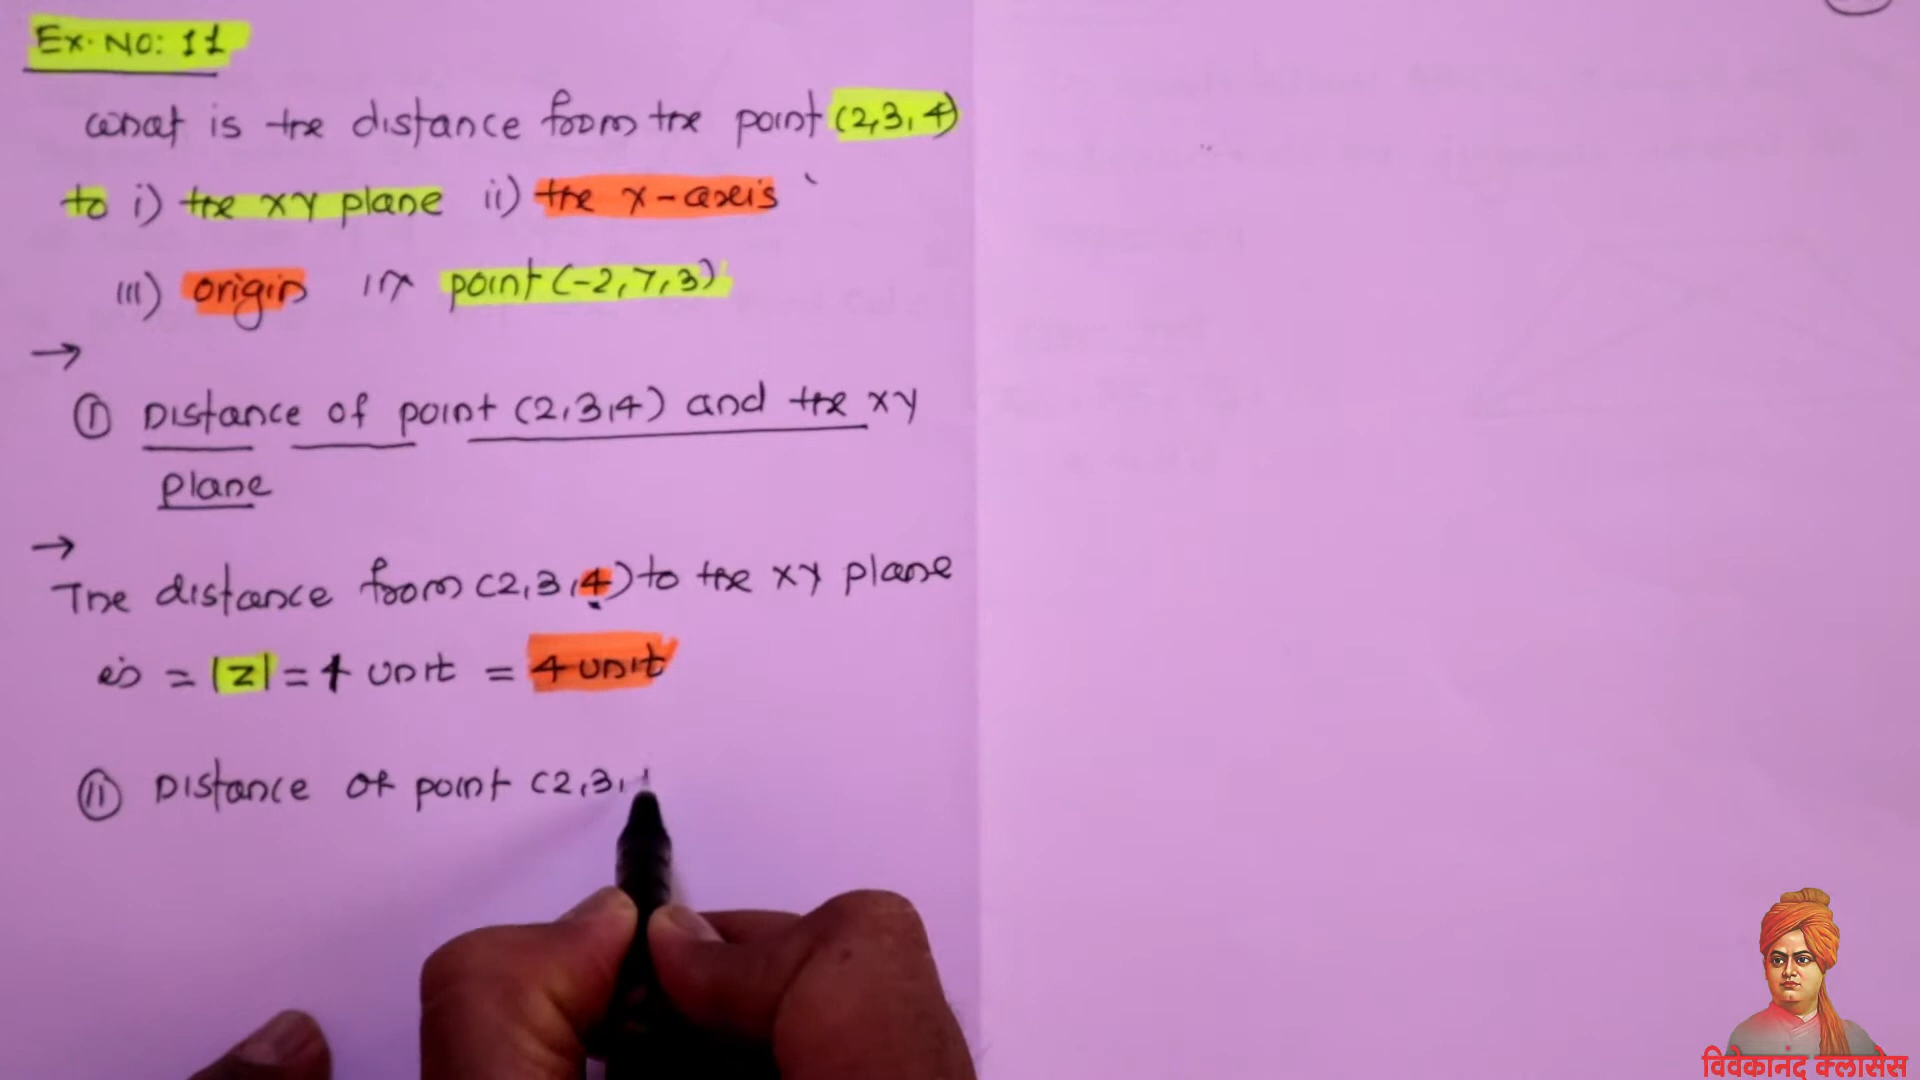 Ex. No: 11
What is the distance from the point (2,3,4)
to i) the xy plane ii) the x-axis
iii) origin iv) point (-2,7,3)
→
① Distance of point (2,3,4) and the xy
plane
→
The distance from (2,3,4) to the xy plane
is = |z| = 4 unit = 4 unit
② Distance of point (2,3,
विवेकानंद क्लासेस